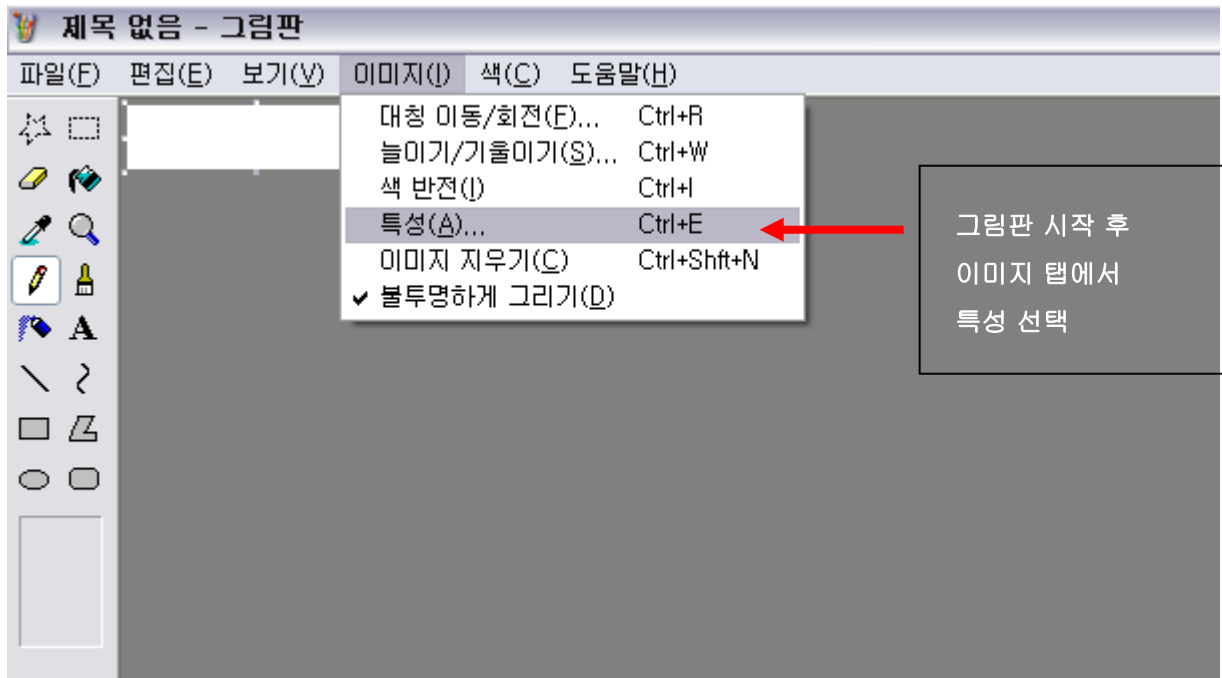 제목 없음 - 그림판
파일(F) 편집(E) 보기(V) 이미지(I) 색(C) 도움말(H)
대칭 이동/회전(F)... Ctrl+R
늘이기/기울이기(S)... Ctrl+W
색 반전(I) Ctrl+I
특성(A)... Ctrl+E
이미지 지우기(C) Ctrl+Shft+N
✔ 불투명하게 그리기(D)
그림판 시작 후
이미지 탭에서
특성 선택
A